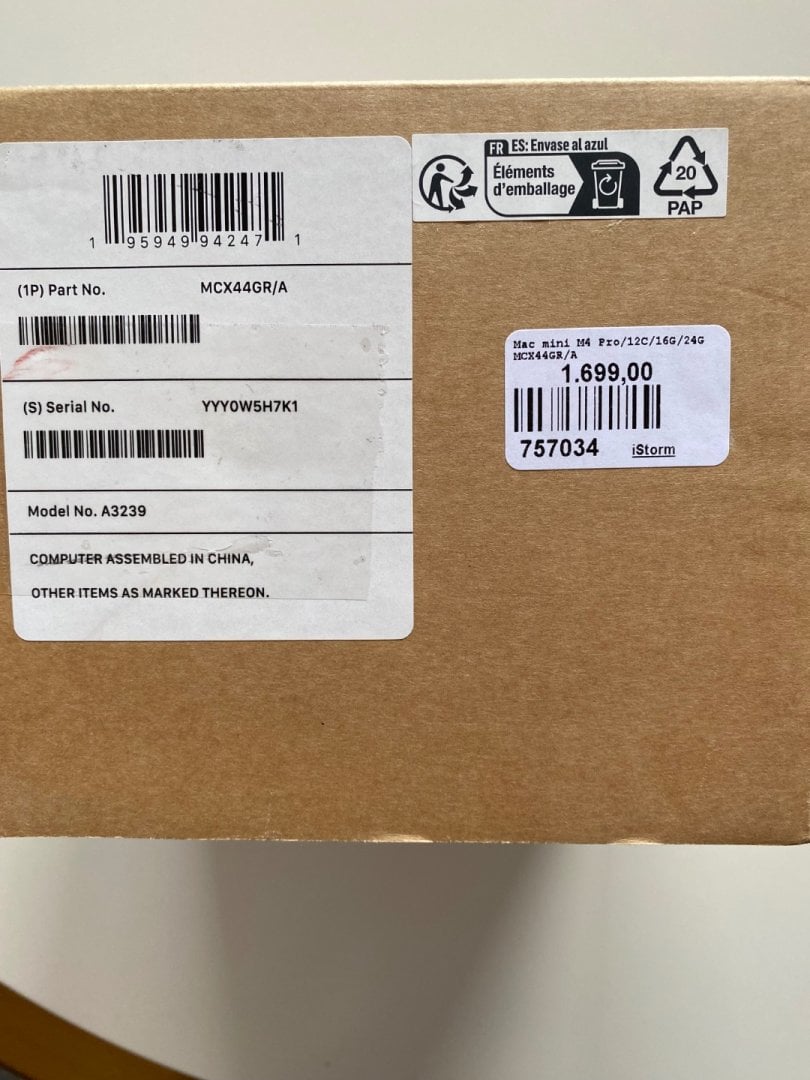 1 95949 94247 1
(1P) Part No. MCX44GR/A
(S) Serial No. YYY0W5H7K1
Model No. A3239
COMPUTER ASSEMBLED IN CHINA,
OTHER ITEMS AS MARKED THEREON.
FR ES: Envase al azul
Éléments
d'emballage
20
PAP
Mac mini M4 Pro/12C/16G/24G
MCX44GR/A
1.699,00
757034 iStorm